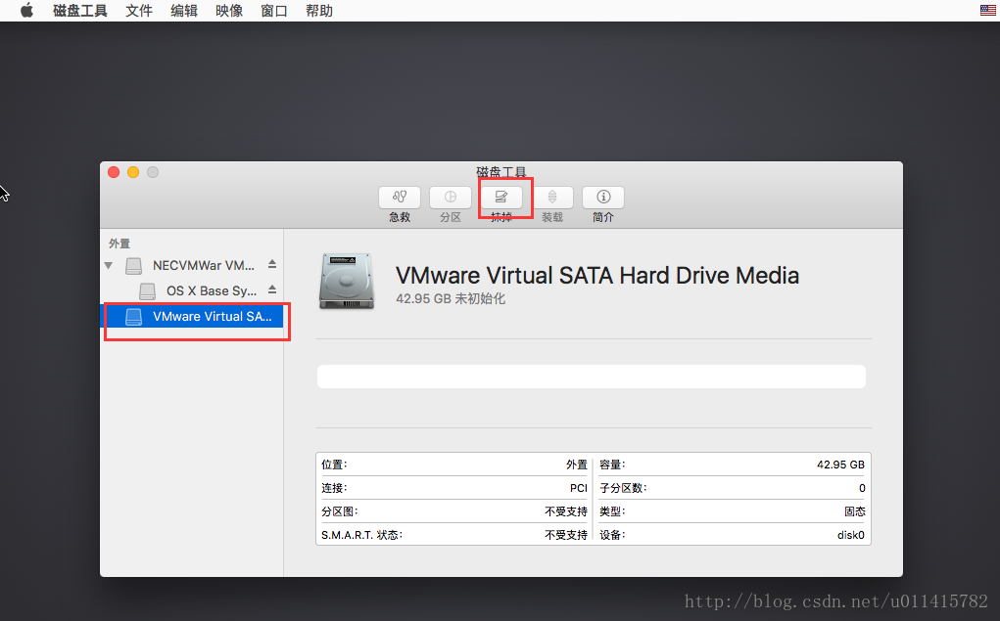 磁盘工具 文件 编辑 映像 窗口 帮助
磁盘工具
急救 分区 抹掉 装载 简介
外置
NECVMWar VM...
OS X Base Sy...
VMware Virtual SA...
VMware Virtual SATA Hard Drive Media
42.95 GB 未初始化
位置: 外置 容量: 42.95 GB
连接: PCI 子分区数: 0
分区图: 不受支持 类型: 固态
S.M.A.R.T. 状态: 不受支持 设备: disk0
http://blog.csdn.net/u011415782